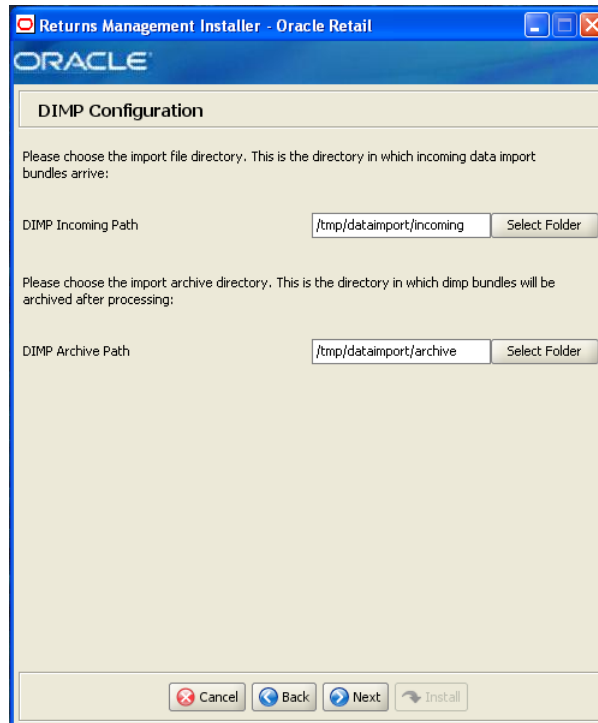 Returns Management Installer - Oracle Retail
ORACLE
DIMP Configuration
Please choose the import file directory. This is the directory in which incoming data import
bundles arrive:
DIMP Incoming Path /tmp/dataimport/incoming Select Folder
Please choose the import archive directory. This is the directory in which dimp bundles will be
archived after processing:
DIMP Archive Path /tmp/dataimport/archive Select Folder
Cancel Back Next Install